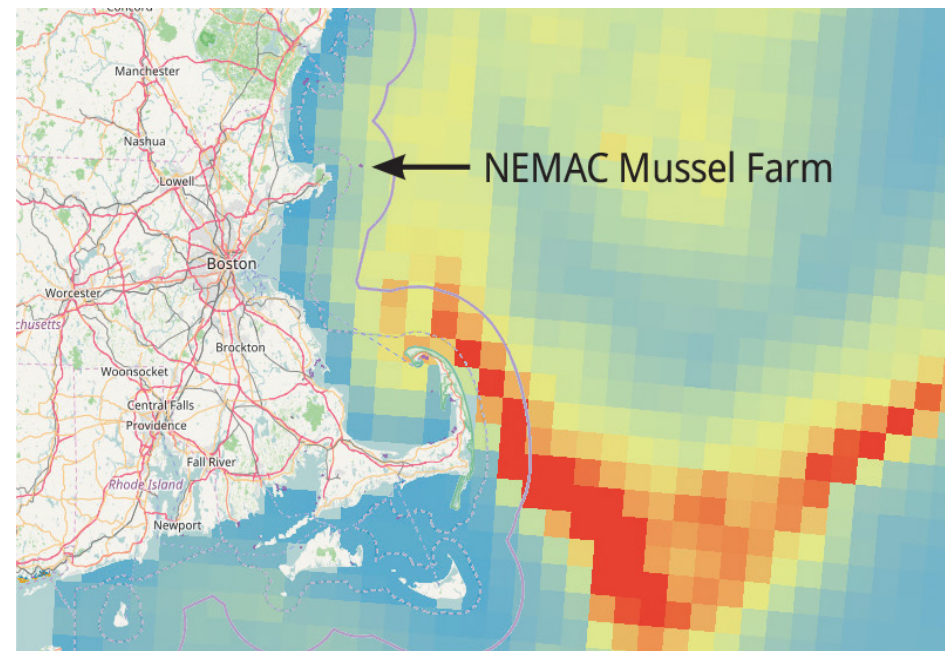 Concord
Manchester
Nashua
NEMAC Mussel Farm
Lowell
Boston
Worcester
chusetts
Brockton
Woonsocket
Central Falls
Providence
Fall River
Rhode Island
Newport